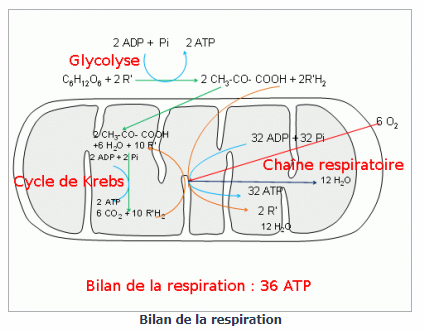 2 ADP + Pi 2 ATP
Glycolyse
C₆H₁₂O₆ + 2 R' 2 CH₃-CO- COOH + 2R'H₂
6 O₂
2 CH₃-CO- COOH
+6 H₂O + 10 R'
32 ADP +32 Pi
2 ADP + 2 Pi
Chaîne respiratoire
Cycle de Krebs
12 H₂O
32 ATP
2 ATP
6 CO₂ +10 R'H₂
2 R'
12 H₂O
Bilan de la respiration : 36 ATP
Bilan de la respiration